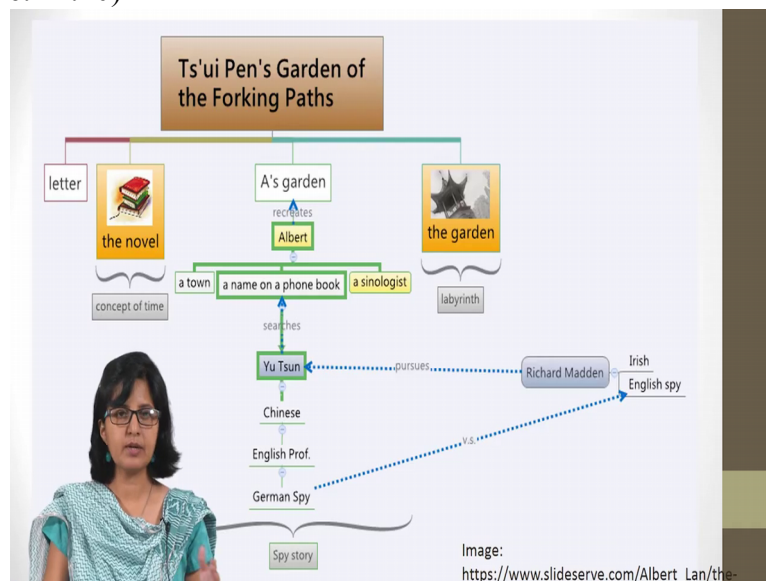 Ts'ui Pen's Garden of
the Forking Paths
letter
the novel
A's garden
the garden
recreates
Albert
a town
a name on a phone book
a sinologist
concept of time
labyrinth
searches
Yu Tsun
pursues
Richard Madden
Irish
English spy
Chinese
v.s.
English Prof.
German Spy
Spy story
Image:
https://www.slideserve.com/Albert_Lan/the-